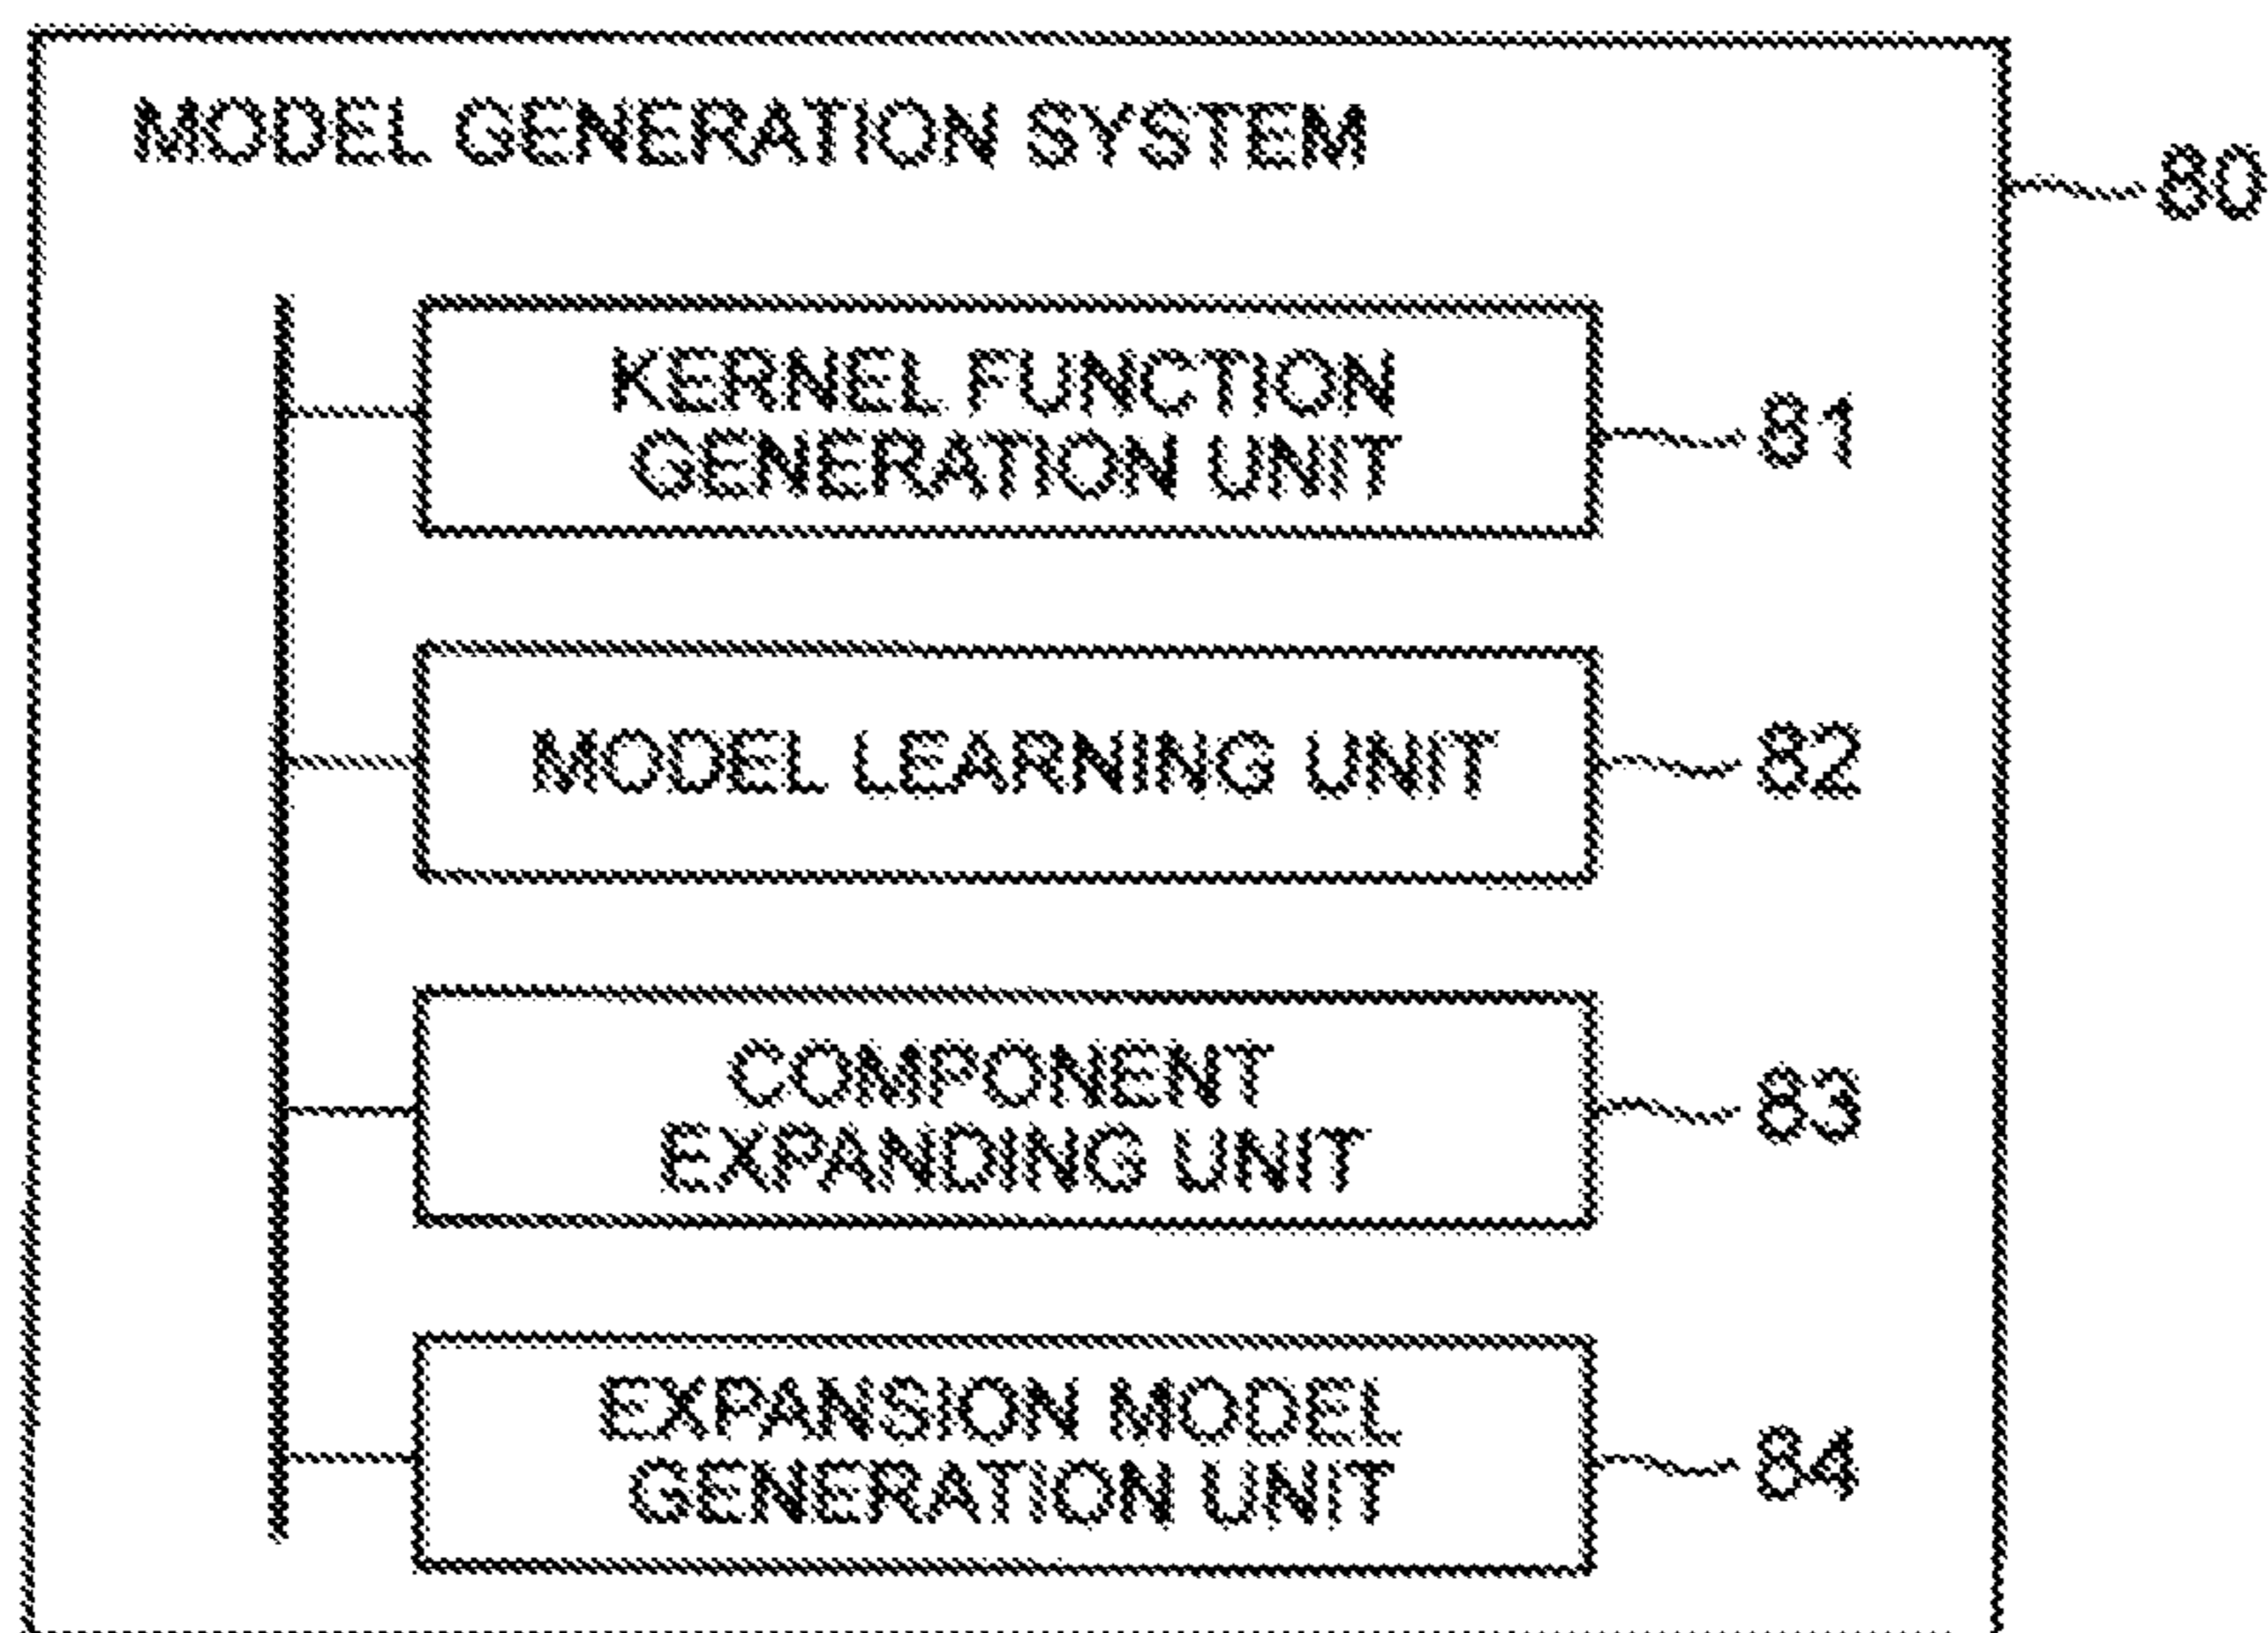 MODEL GENERATION SYSTEM
80
KERNEL FUNCTION
GENERATION UNIT
81
MODEL LEARNING UNIT
82
COMPONENT
EXPANDING UNIT
83
EXPANSION MODEL
GENERATION UNIT
84